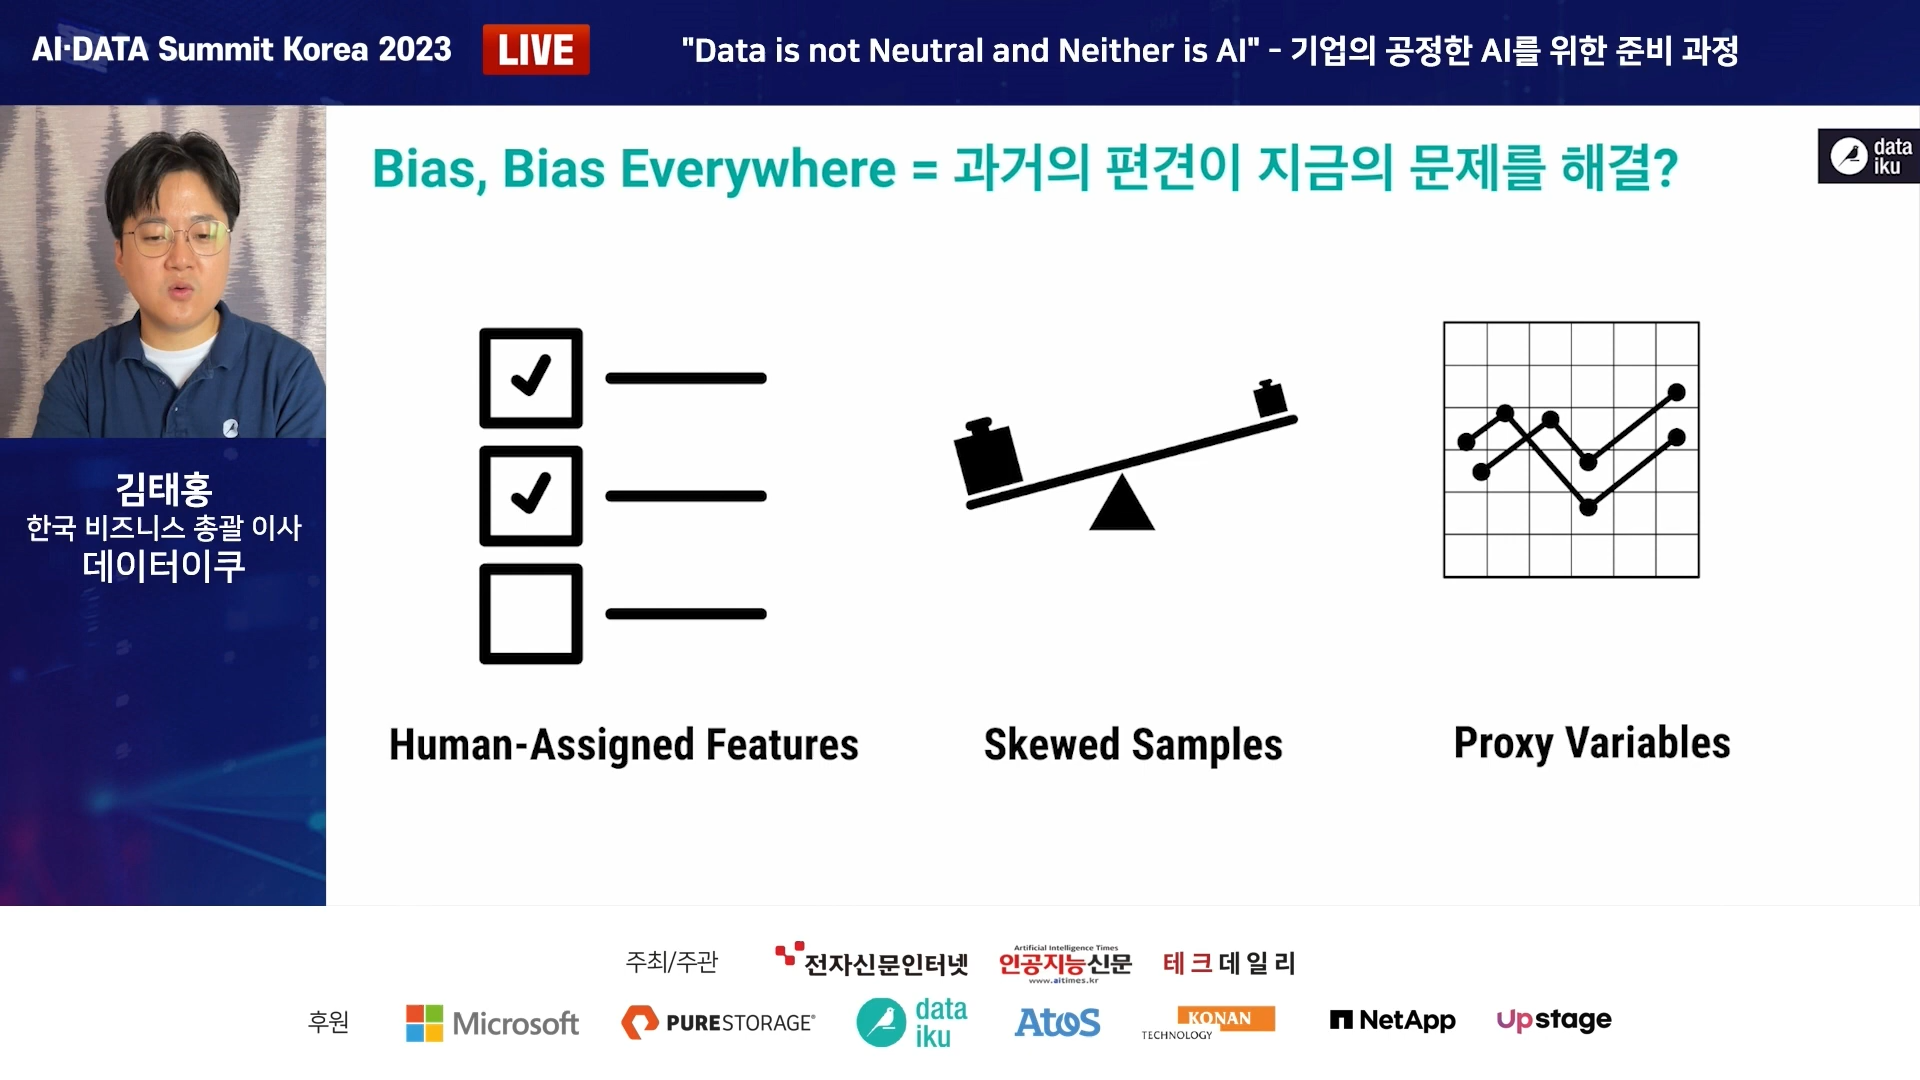 AI·DATA Summit Korea 2023
LIVE
"Data is not Neutral and Neither is AI" - 기업의 공정한 AI를 위한 준비 과정
Bias, Bias Everywhere = 과거의 편견이 지금의 문제를 해결?
data
iku
김태홍
한국 비즈니스 총괄 이사
데이터이쿠
Human-Assigned Features
Skewed Samples
Proxy Variables
주최/주관
전자신문인터넷
Artificial Intelligence Times
인공지능신문
www.aitimes.kr
테크데일리
후원
Microsoft
PURESTORAGE®
data
iku
Atos
KONAN
TECHNOLOGY
NetApp
Upstage